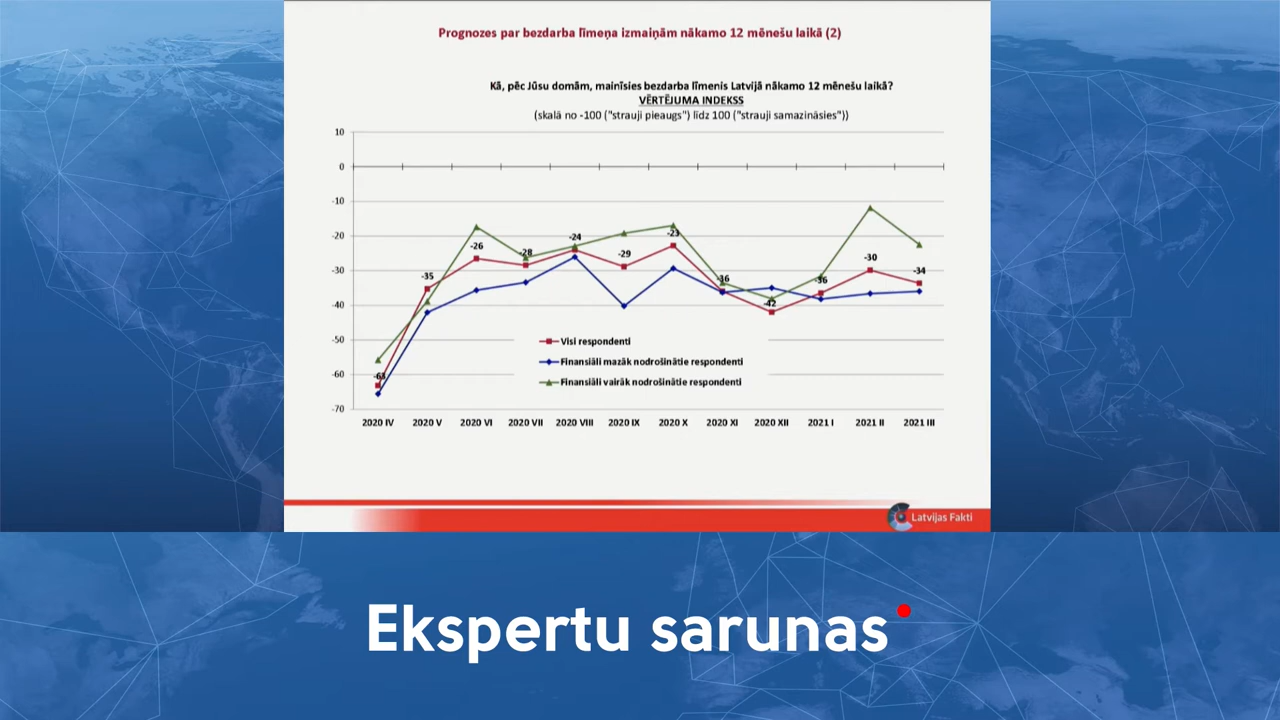 Prognozes par bezdarba līmeņa izmaiņām nākamo 12 mēnešu laikā (2)
Kā, pēc Jūsu domām, mainīsies bezdarba līmenis Latvijā nākamo 12 mēnešu laikā?
VĒRTĒJUMA INDEKSS
(skalā no -100 ("strauji pieaugs") līdz 100 ("strauji samazināsies"))
10
0
-10
-20
-30
-40
-50
-60
-70
-63
-35
-26
-28
-24
-29
-23
-36
-42
-36
-30
-34
Visi respondenti
Finansiāli mazāk nodrošinātie respondenti
Finansiāli vairāk nodrošinātie respondenti
2020 IV 2020 V 2020 VI 2020 VII 2020 VIII 2020 IX 2020 X 2020 XI 2020 XII 2021 I 2021 II 2021 III
Latvijas Fakti
Ekspertu sarunas